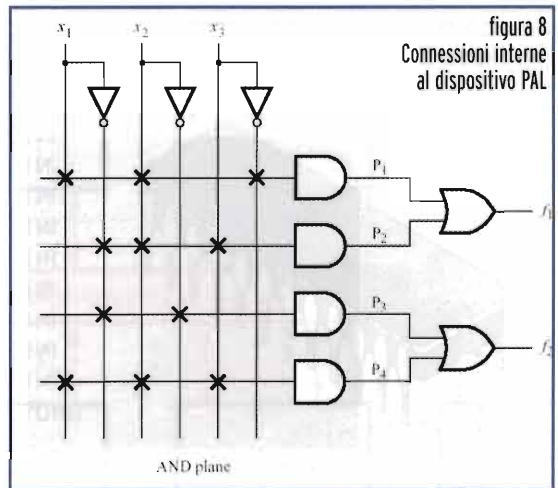 figura 8
Connessioni interne
al dispositivo PAL
x1 x2 x3
P1
f1
P2
P3
f2
P4
AND plane